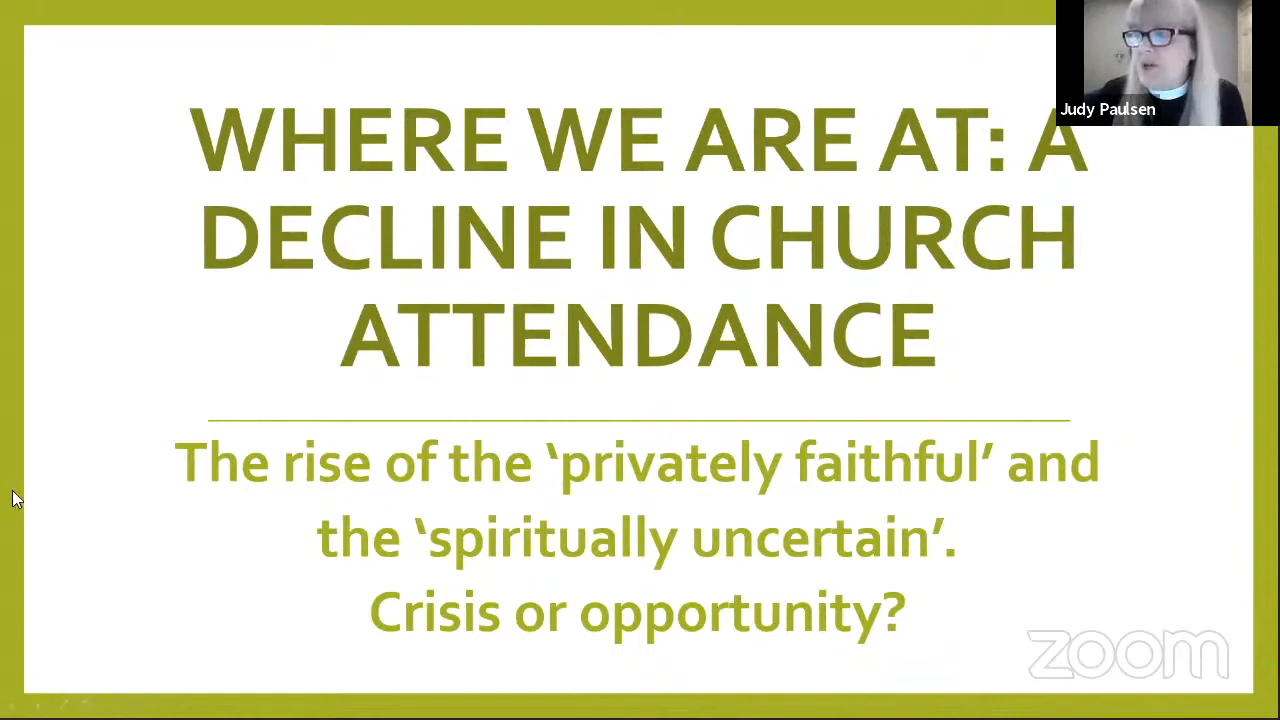 Judy Paulsen
WHERE WE ARE AT: A
DECLINE IN CHURCH
ATTENDANCE
The rise of the ‘privately faithful’ and
the ‘spiritually uncertain’.
Crisis or opportunity?
zoom